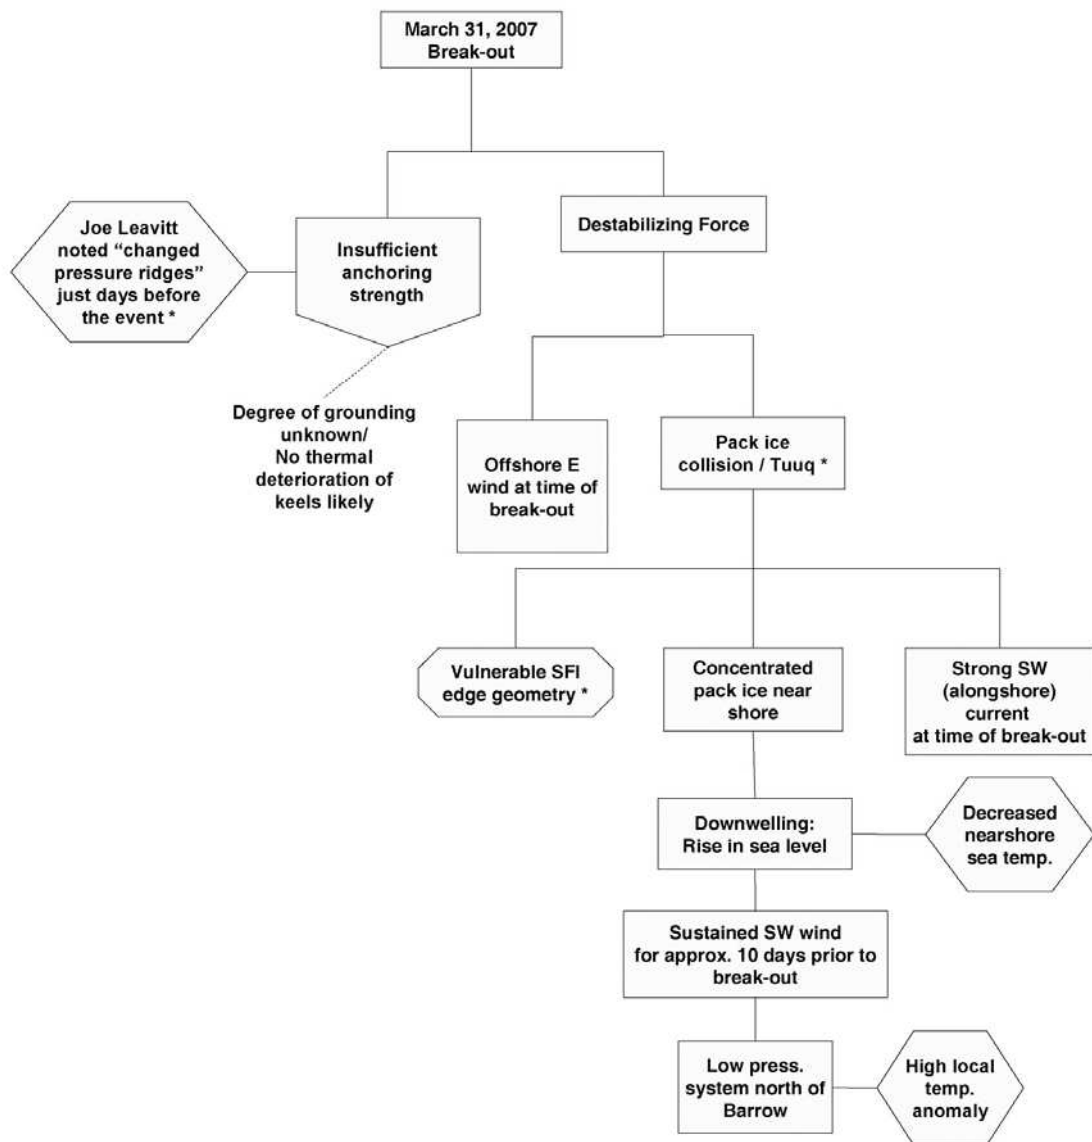 March 31, 2007
Break-out
Joe Leavitt
noted “changed
pressure ridges”
just days before
the event *
Insufficient
anchoring
strength
Destabilizing Force
Degree of grounding
unknown/
No thermal
deterioration of
keels likely
Offshore E
wind at time of
break-out
Pack ice
collision / Tuuq *
Vulnerable SFI
edge geometry *
Concentrated
pack ice near
shore
Strong SW
(alongshore)
current
at time of break-out
Downwelling:
Rise in sea level
Decreased
nearshore
sea temp.
Sustained SW wind
for approx. 10 days prior to
break-out
Low press.
system north of
Barrow
High local
temp.
anomaly